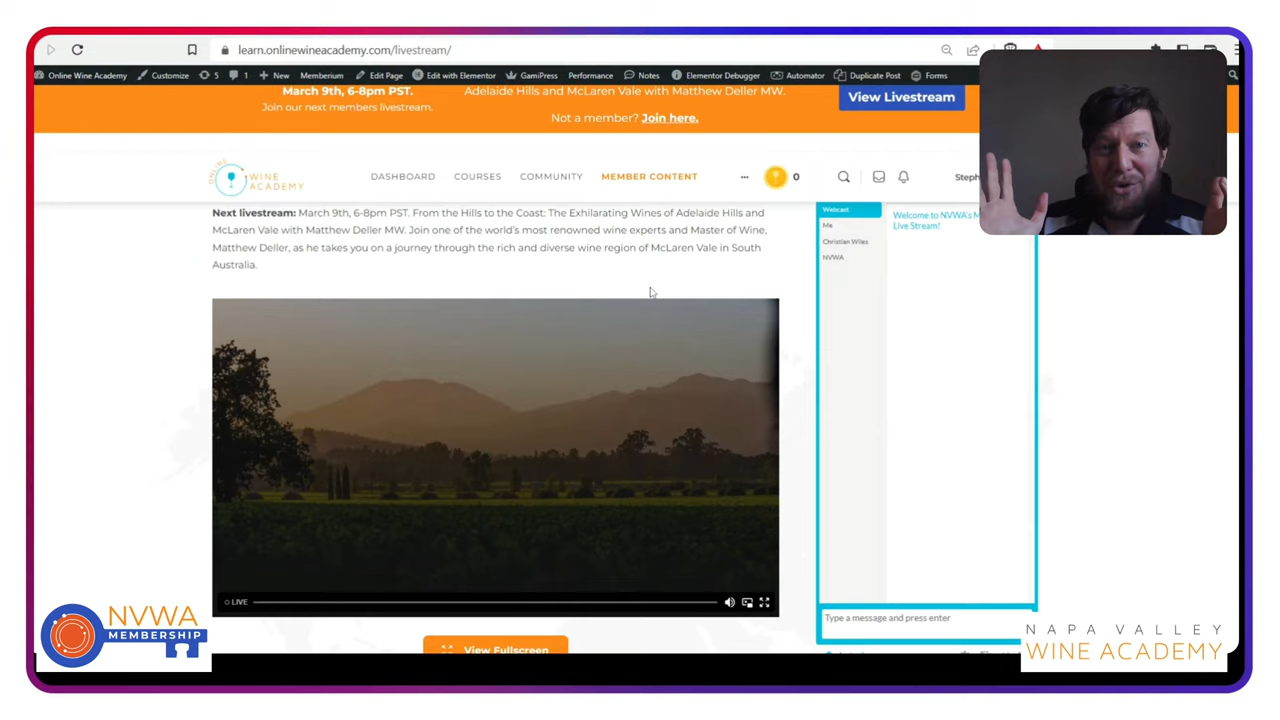 learn.onlinewineacademy.com/livestream/
Online Wine Academy Customize 5 1 New Memberium Edit Page Edit with Elementor GamiPress Performance Notes Elementor Debugger Automator Duplicate Post Forms
March 9th, 6-8pm PST.
Join our next members livestream.
Adelaide Hills and McLaren Vale with Matthew Deller MW.
Not a member? Join here.
View Livestream
ONLINE
WINE
ACADEMY
DASHBOARD COURSES COMMUNITY MEMBER CONTENT ... 0 Steph
Next livestream: March 9th, 6-8pm PST. From the Hills to the Coast: The Exhilarating Wines of Adelaide Hills and
McLaren Vale with Matthew Deller MW. Join one of the world's most renowned wine experts and Master of Wine,
Matthew Deller, as he takes you on a journey through the rich and diverse wine region of McLaren Vale in South
Australia.
Webcast
Me
Christian Wiles
NVWA
Welcome to NVWA's M
Live Stream!
LIVE
Type a message and press enter
View Fullscreen
NVWA
MEMBERSHIP
NAPA VALLEY
WINE ACADEMY